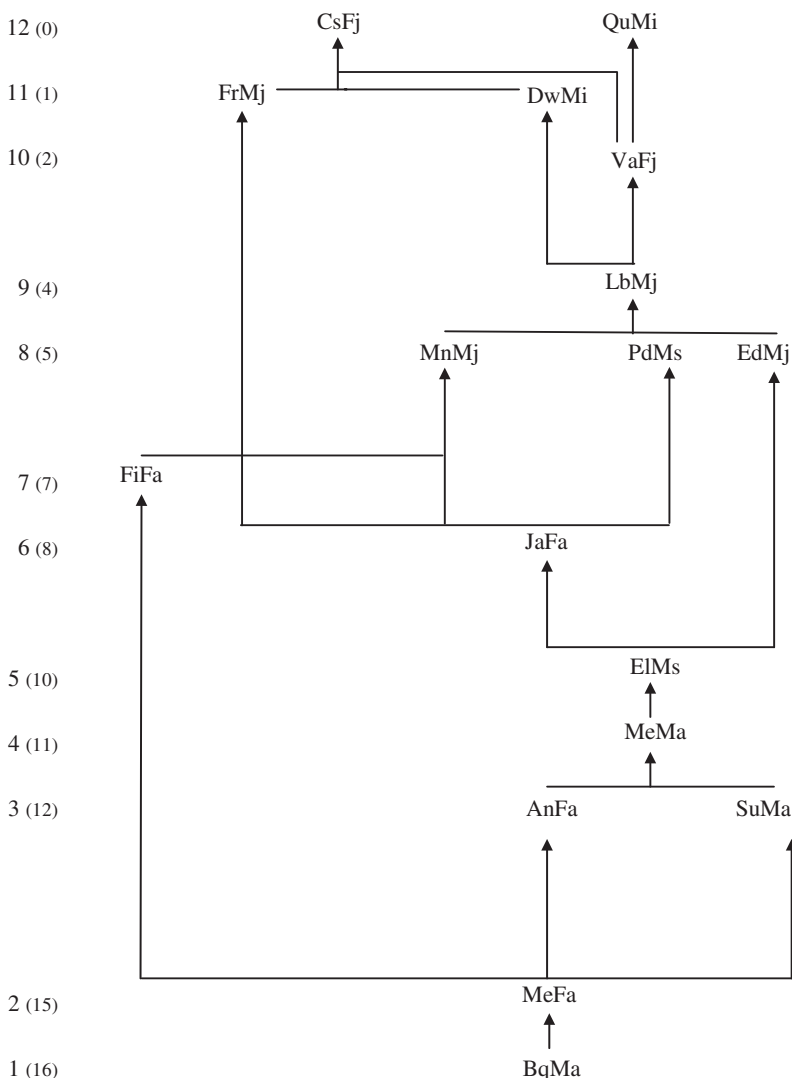 12 (0) CsFj QuMi
11 (1) FrMj DwMi
10 (2) VaFj
9 (4) LbMj
8 (5) MnMj PdMs EdMj
7 (7) FiFa
6 (8) JaFa
5 (10) ElMs
4 (11) MeMa
3 (12) AnFa SuMa
2 (15) MeFa
1 (16) BqMa